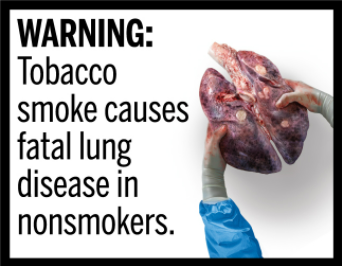 WARNING:
Tobacco
smoke causes
fatal lung
disease in
nonsmokers.